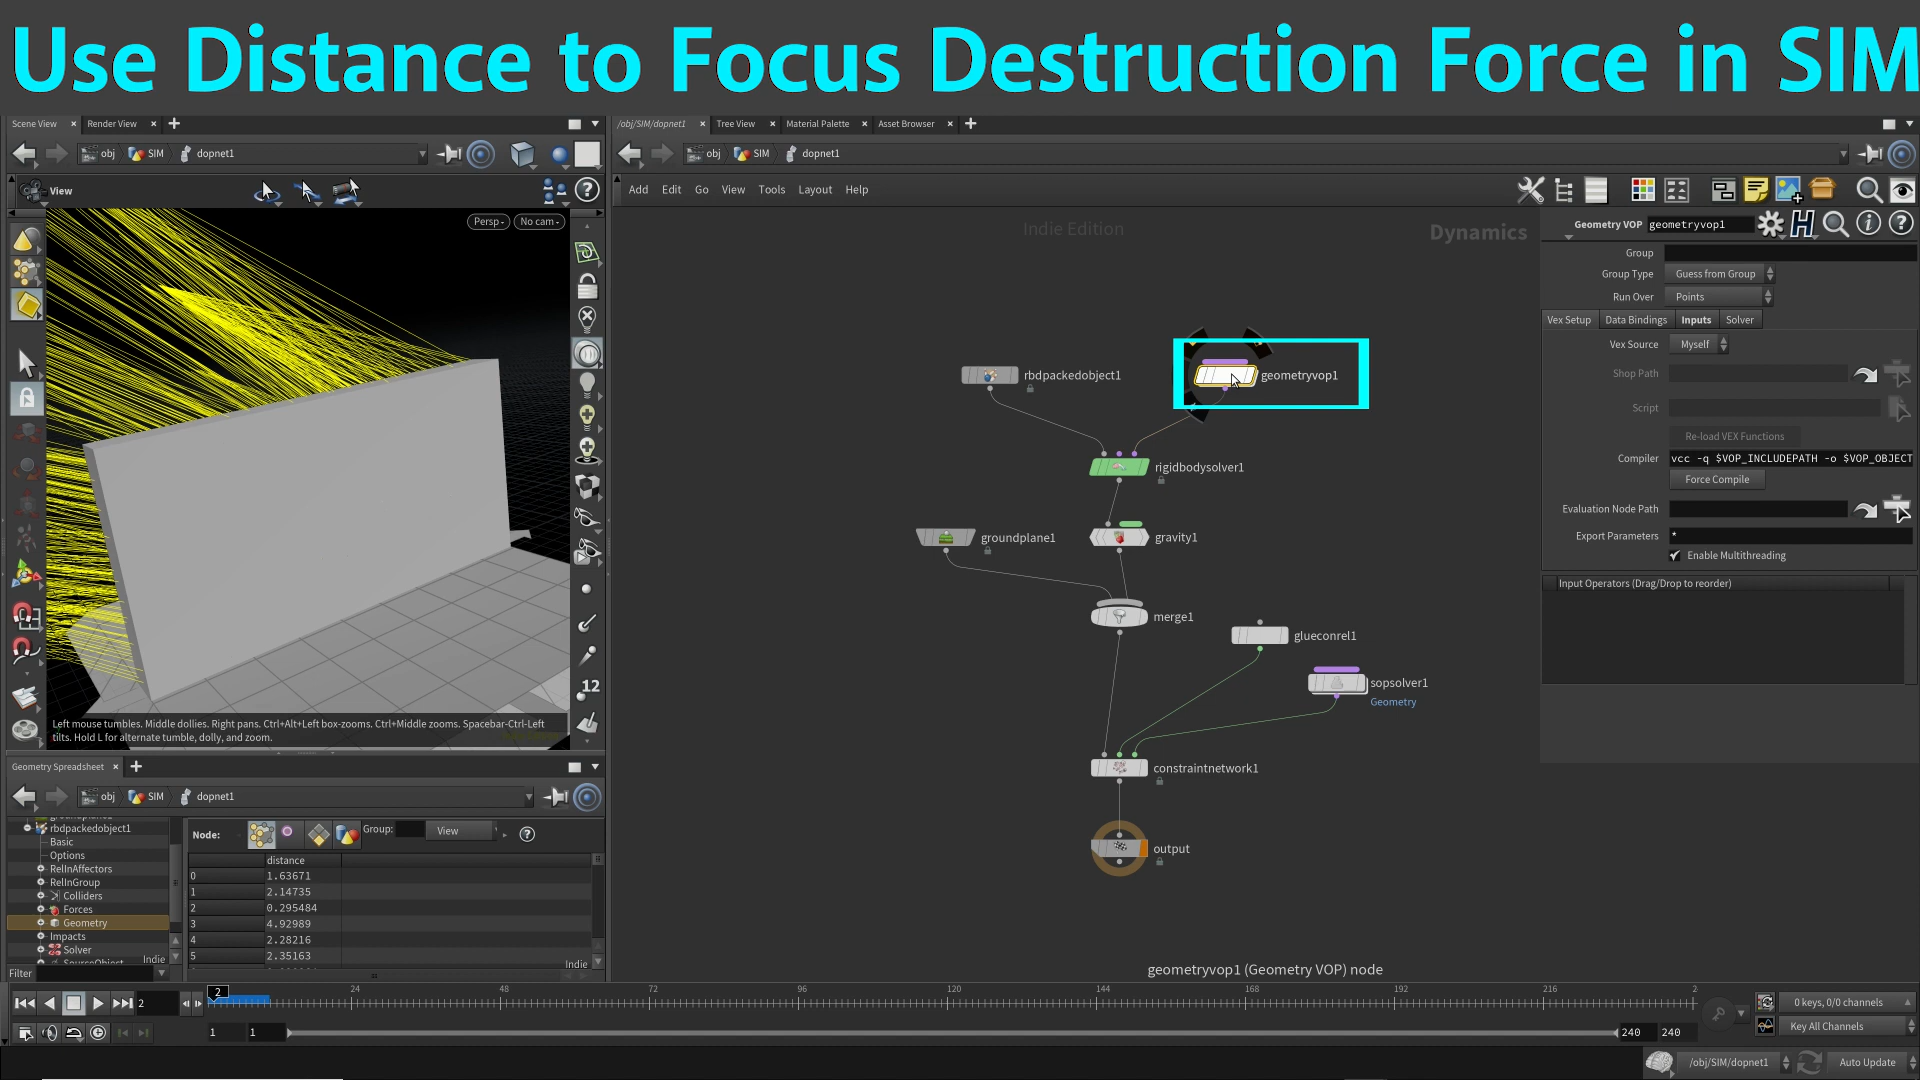 Use Distance to Focus Destruction Force in SIM
Scene View
Render View
/obj/SIM/dopnet1
Tree View
Material Palette
Asset Browser
obj
SIM
dopnet1
obj
SIM
dopnet1
View
Add
Edit
Go
View
Tools
Layout
Help
Persp
No cam
Indie Edition
Dynamics
Geometry VOP
geometryvop1
Group
Group Type
Guess from Group
Run Over
Points
Vex Setup
Data Bindings
Inputs
Solver
Vex Source
Myself
Shop Path
Script
Re-load VEX Functions
Compiler
vcc -q $VOP_INCLUDEPATH -o $VOP_OBJECT
Force Compile
Evaluation Node Path
Export Parameters
*
Enable Multithreading
Input Operators (Drag/Drop to reorder)
rbdpackedobject1
geometryvop1
rigidbodysolver1
groundplane1
gravity1
merge1
glueconrel1
sopsolver1
Geometry
constraintnetwork1
output
geometryvop1 (Geometry VOP) node
12
Left mouse tumbles. Middle dollies. Right pans. Ctrl+Alt+Left box-zooms. Ctrl+Middle zooms. Spacebar-Ctrl-Left
tilts. Hold L for alternate tumble, dolly, and zoom.
Geometry Spreadsheet
obj
SIM
dopnet1
rbdpackedobject1
Basic
Options
RelInAffectors
RelInGroup
Colliders
Forces
Geometry
Impacts
Solver
Indie
Filter
Node:
Group:
View
distance
0 1.63671
1 2.14735
2 0.295484
3 4.92989
4 2.28216
5 2.35163
Indie
2
2
24
48
72
96
120
144
168
192
216
2
1
1
240
240
0 keys, 0/0 channels
Key All Channels
/obj/SIM/dopnet1
Auto Update